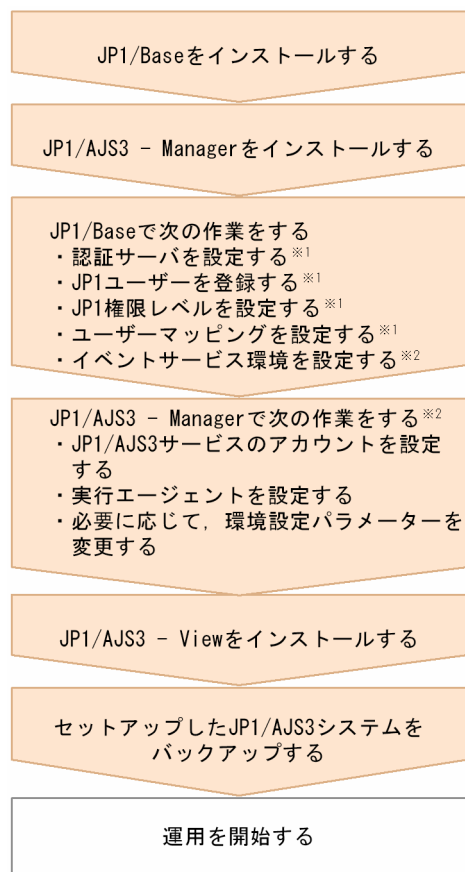 JP1/Baseをインストールする
JP1/AJS3 - Managerをインストールする
JP1/Baseで次の作業をする
・認証サーバを設定する※1
・JP1ユーザーを登録する※1
・JP1権限レベルを設定する※1
・ユーザーマッピングを設定する※1
・イベントサービス環境を設定する※2
JP1/AJS3 - Managerで次の作業をする※2
・JP1/AJS3サービスのアカウントを設定
する
・実行エージェントを設定する
・必要に応じて，環境設定パラメーターを
変更する
JP1/AJS3 - Viewをインストールする
セットアップしたJP1/AJS3システムを
バックアップする
運用を開始する